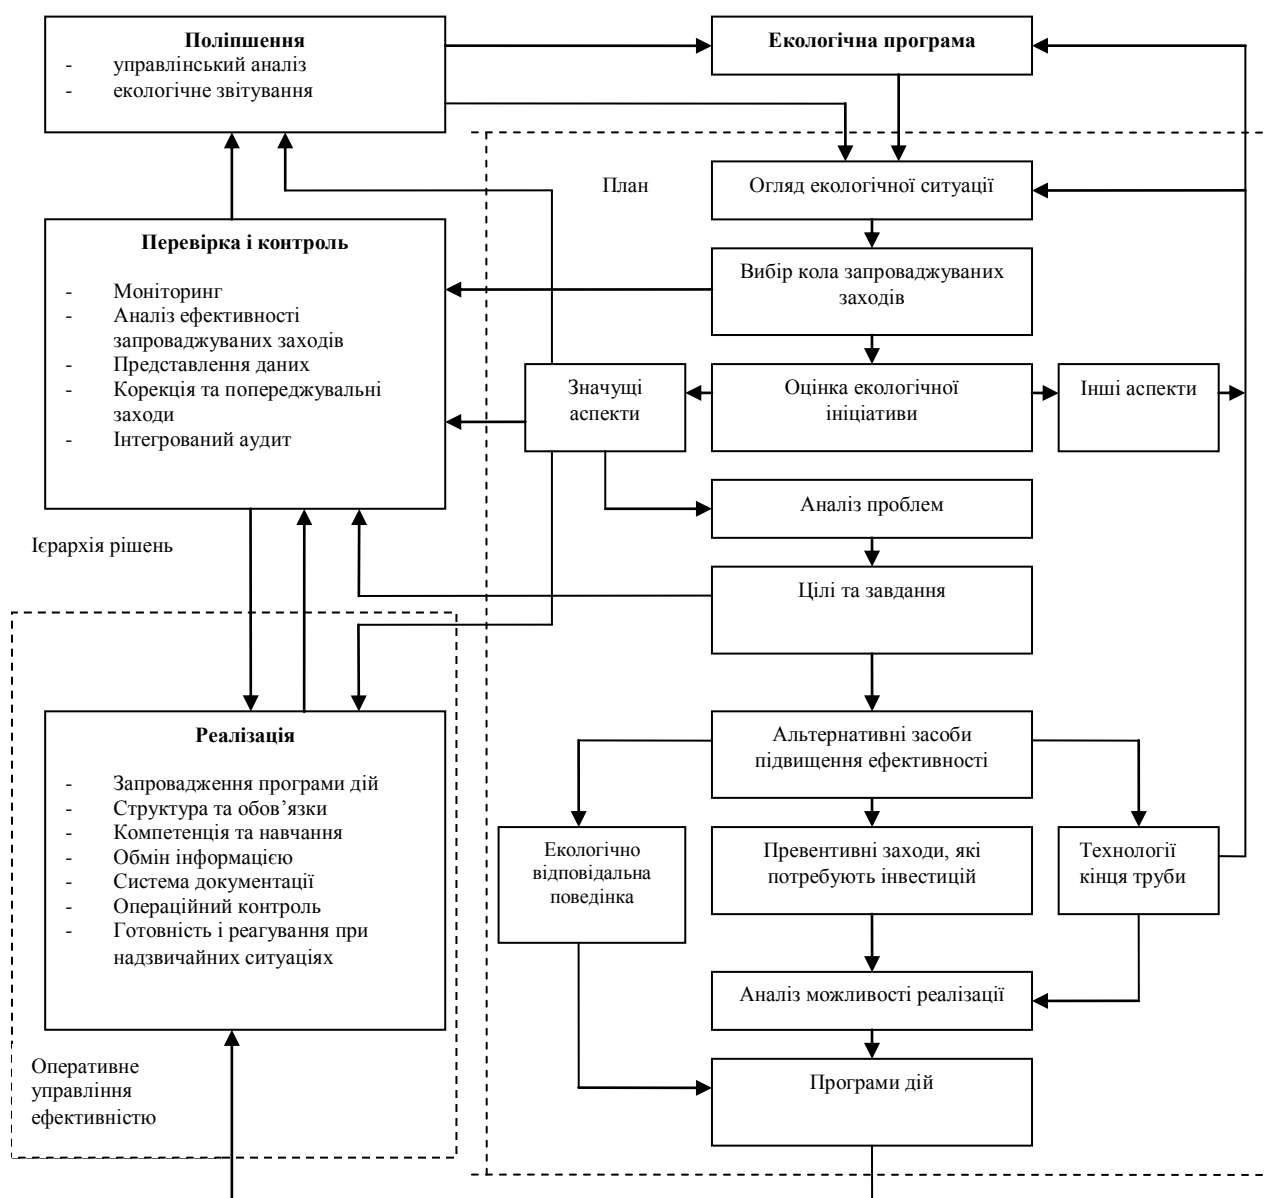 Поліпшення
- управлінський аналіз
- екологічне звітування
Екологічна програма
План
Огляд екологічної ситуації
Перевірка і контроль
- Моніторинг
- Аналіз ефективності
запроваджуваних заходів
- Представлення даних
- Корекція та попереджувальні
заходи
- Інтегрований аудит
Вибір кола запроваджуваних
заходів
Значущі
аспекти
Оцінка екологічної
ініціативи
Інші аспекти
Аналіз проблем
Ієрархія рішень
Цілі та завдання
Реалізація
- Запровадження програми дій
- Структура та обов’язки
- Компетенція та навчання
- Обмін інформацією
- Система документації
- Операційний контроль
- Готовність і реагування при
надзвичайних ситуаціях
Альтернативні засоби
підвищення ефективності
Екологічно
відповідальна
поведінка
Превентивні заходи, які
потребують інвестицій
Технології
кінця труби
Аналіз можливості реалізації
Оперативне
управління
ефективністю
Програми дій